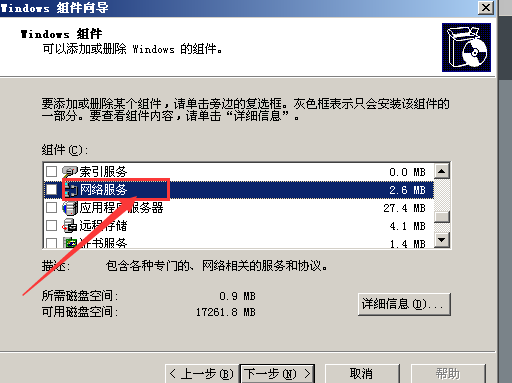 Windows 组件向导
Windows 组件
可以添加或删除 Windows 的组件。
要添加或删除某个组件，请单击旁边的复选框。灰色框表示只会安装该组件的
一部分。要查看组件内容，请单击“详细信息”。
组件(C):
索引服务 0.0 MB
网络服务 2.6 MB
应用程序服务器 27.4 MB
远程存储 4.1 MB
证书服务 1.4 MB
描述: 包含各种专门的、网络相关的服务和协议。
所需磁盘空间: 0.9 MB
可用磁盘空间: 17261.8 MB
详细信息(D)...
< 上一步(B) 下一步(N) > 取消 帮助